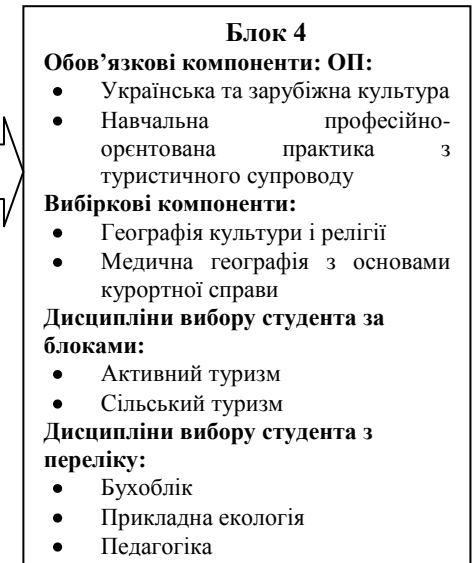 Блок 4
Обов’язкові компоненти: ОП:
• Українська та зарубіжна культура
• Навчальна професійно-
орєнтована практика з
туристичного супроводу
Вибіркові компоненти:
• Географія культури і релігії
• Медична географія з основами
курортної справи
Дисципліни вибору студента за
блоками:
• Активний туризм
• Сільський туризм
Дисципліни вибору студента з
переліку:
• Бухоблік
• Прикладна екологія
• Педагогіка